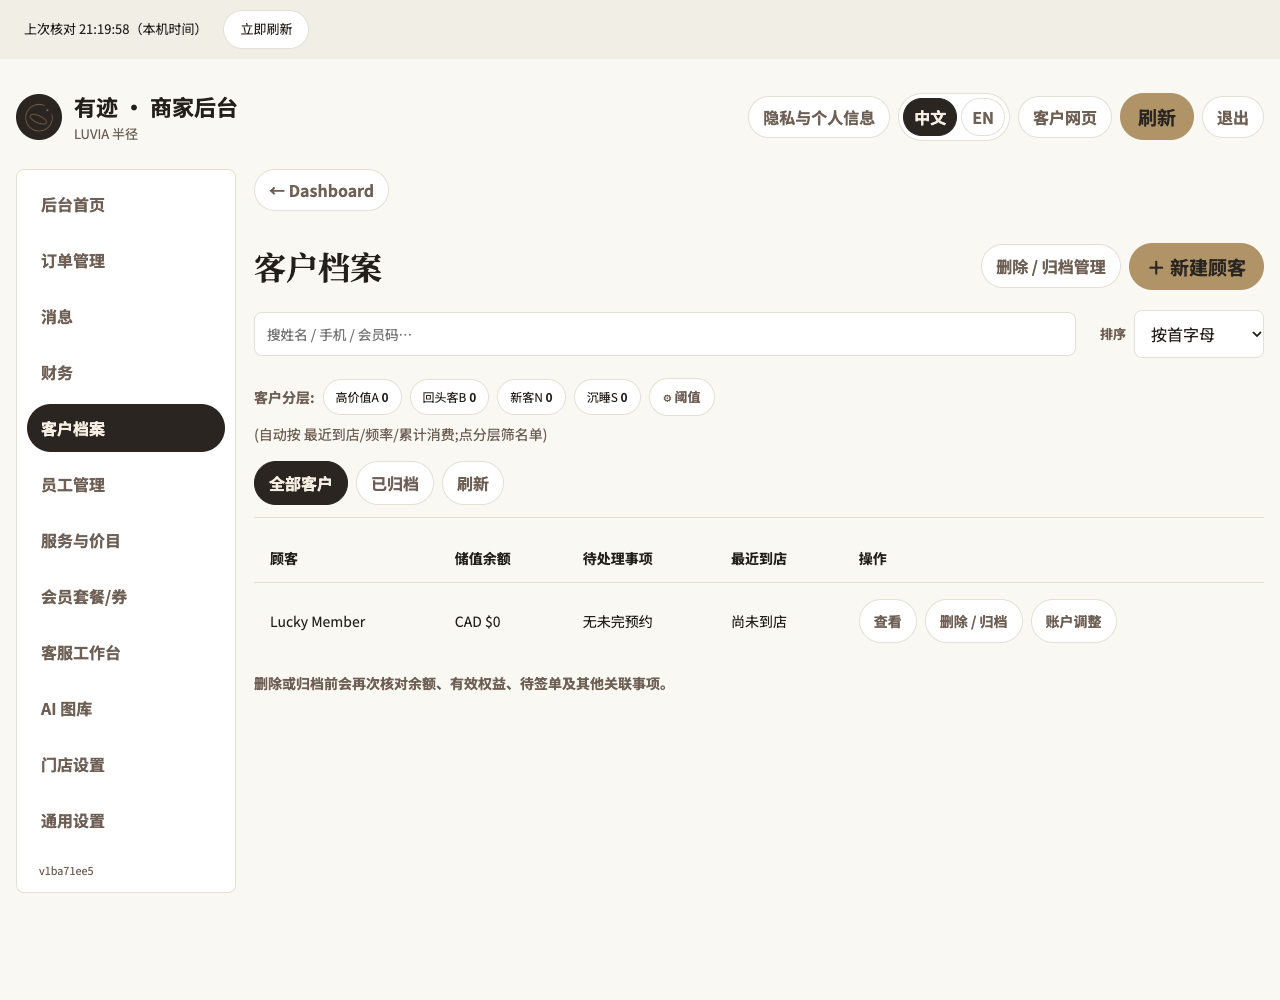 上次核对 21:19:58（本机时间） 立即刷新
有迹 · 商家后台
LUVIA 半径
隐私与个人信息 中文 EN 客户网页 刷新 退出
后台首页
订单管理
消息
财务
客户档案
员工管理
服务与价目
会员套餐/券
客服工作台
AI 图库
门店设置
通用设置
v1ba71ee5
← Dashboard
客户档案 删除 / 归档管理 ＋ 新建顾客
搜姓名 / 手机 / 会员码… 排序 按首字母
客户分层: 高价值A 0 回头客B 0 新客N 0 沉睡S 0 ⚙ 阈值
(自动按 最近到店/频率/累计消费;点分层筛名单)
全部客户 已归档 刷新
顾客 储值余额 待处理事项 最近到店 操作
Lucky Member CAD $0 无未完预约 尚未到店 查看 删除 / 归档 账户调整
删除或归档前会再次核对余额、有效权益、待签单及其他关联事项。